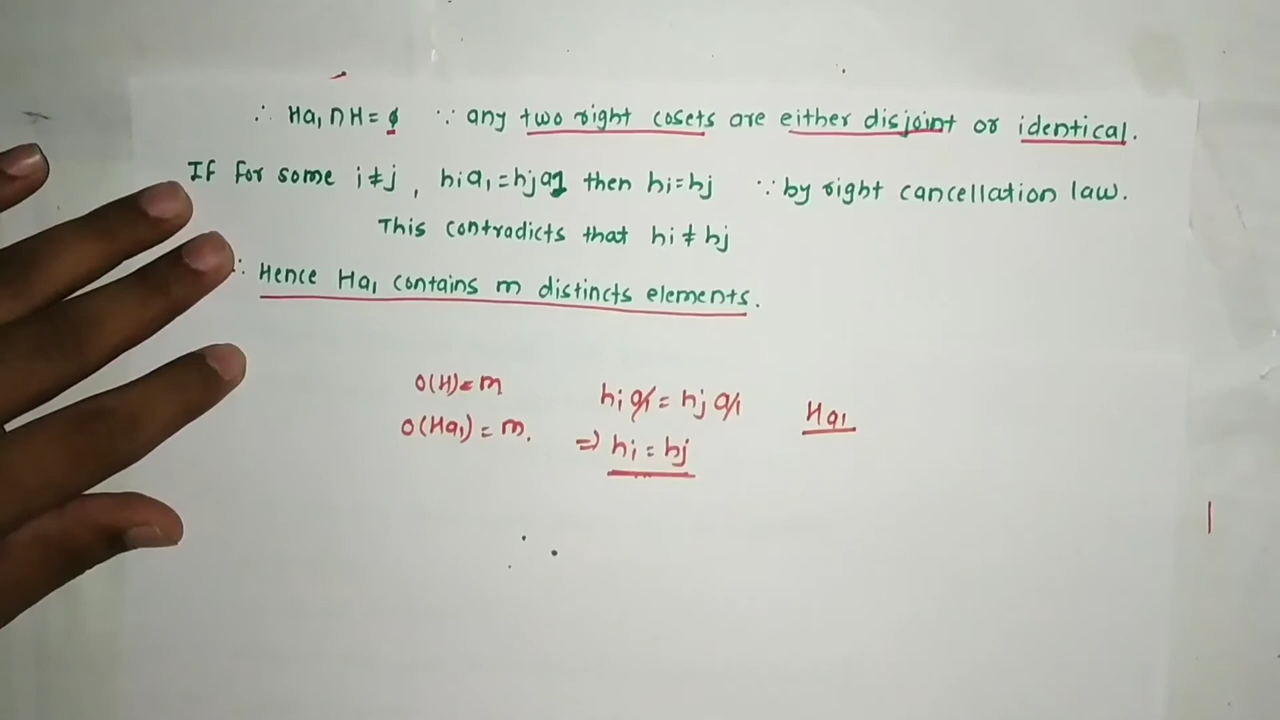 ∴ Ha₁ ∩ H = ϕ ∵ any two right cosets are either disjoint or identical.
If for some i ≠ j, hia₁ = hja1 then hi = hj ∵ by right cancellation law.
This contradicts that hi ≠ hj
∴ Hence Ha₁ contains m distincts elements.
O(H) = m
O(Ha₁) = m.
hi a₁ = hj a₁
⇒ hi = hj
Ha₁